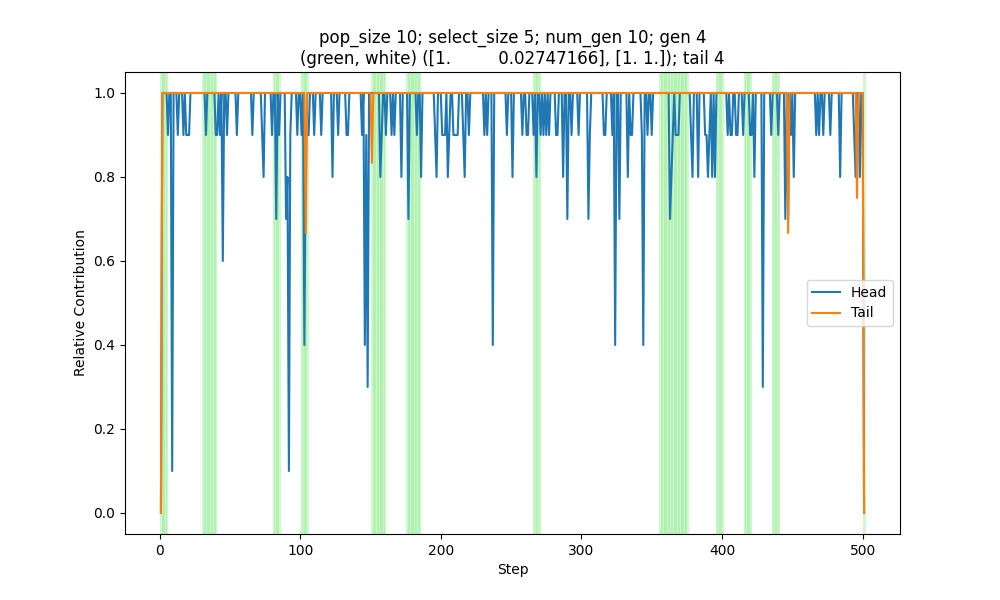 pop_size 10; select_size 5; num_gen 10; gen 4
(green, white) ([1. 0.02747166], [1. 1.]); tail 4
1.0
0.8
0.6
0.4
0.2
0.0
Relative Contribution
Head
Tail
0
100
200
300
400
500
Step